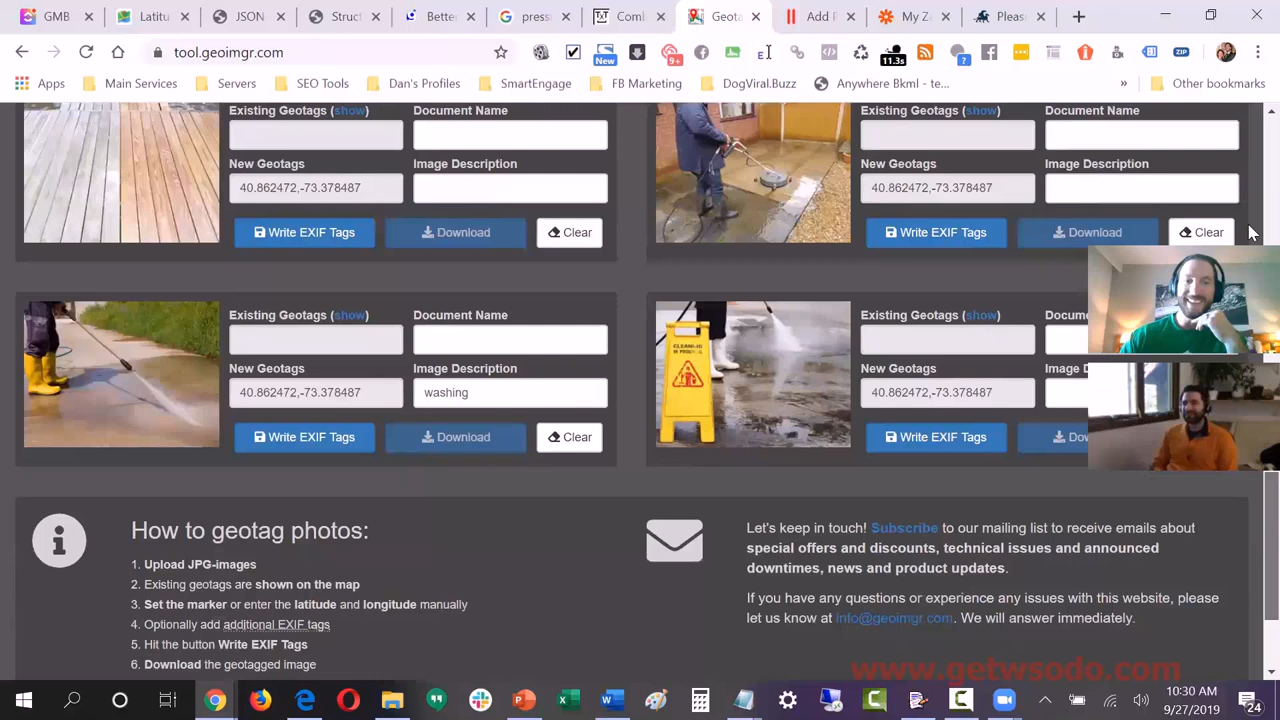 GMB
Latitu
JSON
Struct
Better
press
Coml
Geota
Add F
My Z
Pleas
tool.geoimgr.com
New
9+
11.3s
?
ZIP
Apps
Main Services
Servers
SEO Tools
Dan's Profiles
SmartEngage
FB Marketing
DogViral.Buzz
Anywhere Bkml - te...
»
Other bookmarks
Existing Geotags (show)
Document Name
New Geotags
Image Description
40.862472,-73.378487
Write EXIF Tags
Download
Clear
Existing Geotags (show)
Document Name
New Geotags
Image Description
40.862472,-73.378487
Write EXIF Tags
Download
Clear
Existing Geotags (show)
Document Name
New Geotags
Image Description
40.862472,-73.378487
washing
Write EXIF Tags
Download
Clear
Existing Geotags (show)
Docum
New Geotags
Image D
40.862472,-73.378487
Write EXIF Tags
Dow
How to geotag photos:
1. Upload JPG-images
2. Existing geotags are shown on the map
3. Set the marker or enter the latitude and longitude manually
4. Optionally add additional EXIF tags
5. Hit the button Write EXIF Tags
6. Download the geotagged image
Let's keep in touch! Subscribe to our mailing list to receive emails about
special offers and discounts, technical issues and announced
downtimes, news and product updates.
If you have any questions or experience any issues with this website, please
let us know at info@geoimgr.com. We will answer immediately.
www.getwsodo.com
10:30 AM
9/27/2019
24